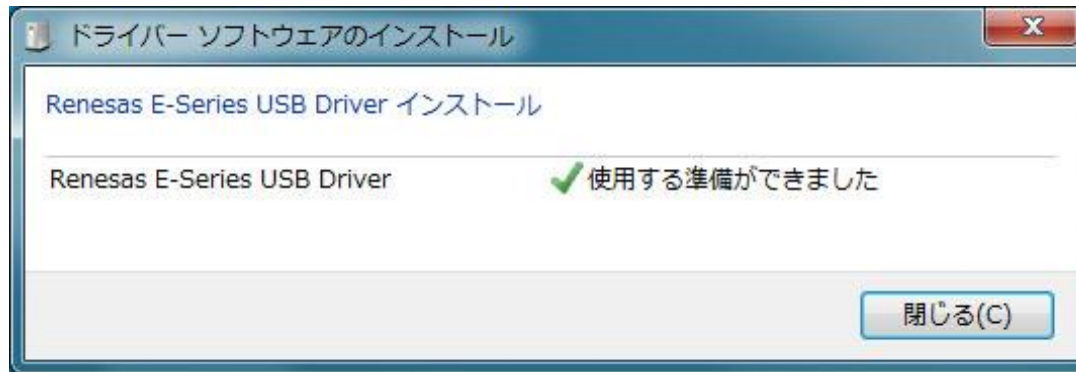 ドライバー ソフトウェアのインストール
Renesas E-Series USB Driver インストール
Renesas E-Series USB Driver 使用する準備ができました
閉じる(C)